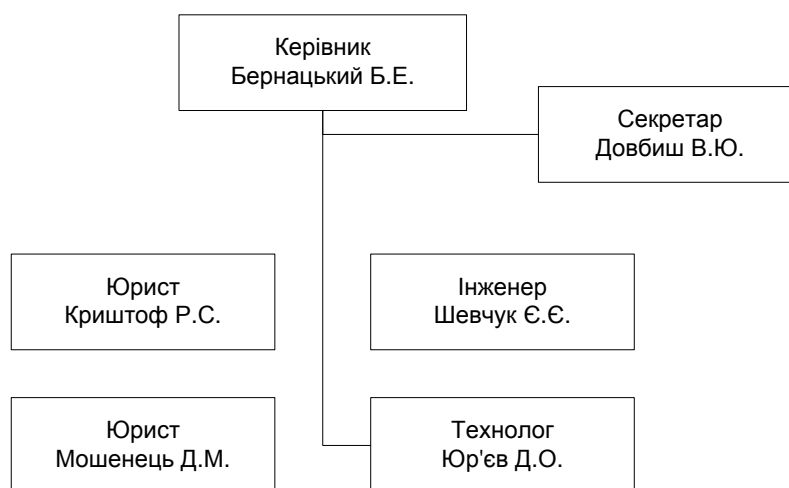 Керівник
Бернацький Б.Е.
Секретар
Довбиш В.Ю.
Юрист
Криштоф Р.С.
Інженер
Шевчук Є.Є.
Юрист
Мошенець Д.М.
Технолог
Юр'єв Д.О.